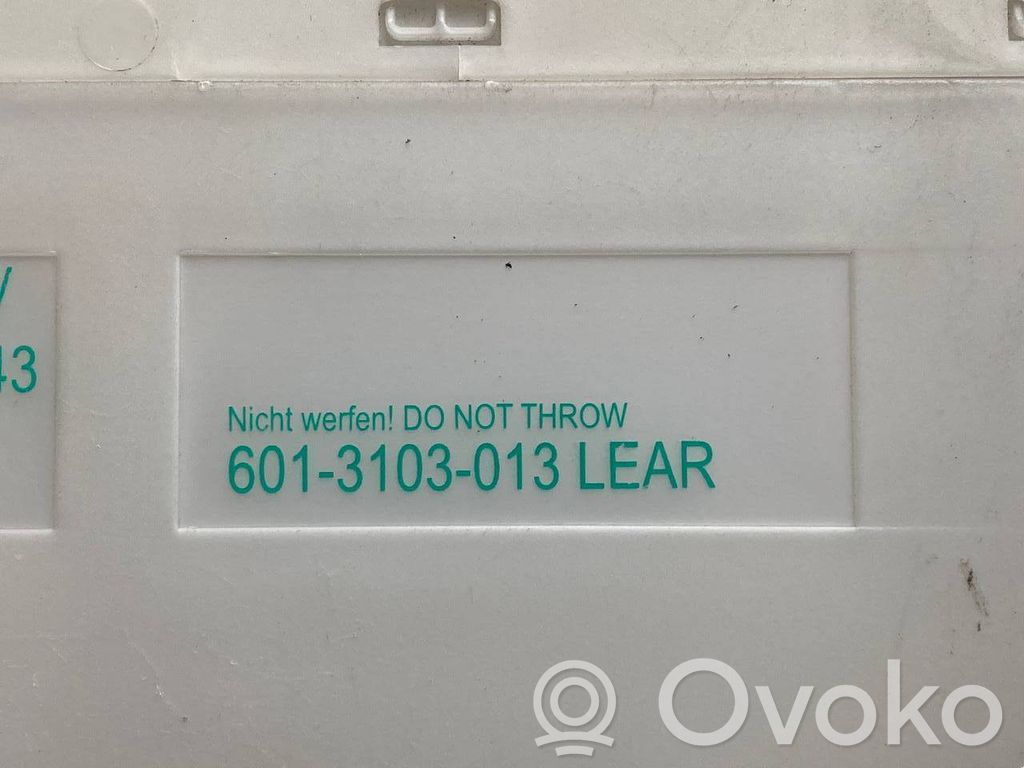 /
43
Nicht werfen! DO NOT THROW
601-3103-013 LEAR
Ovoko